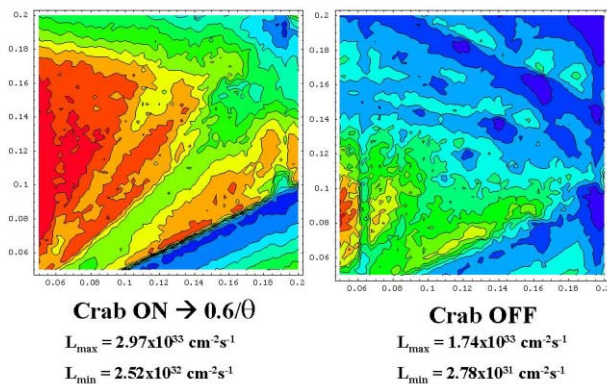 0.2
0.18
0.16
0.14
0.12
0.1
0.08
0.06
0.06 0.08 0.1 0.12 0.14 0.16 0.18 0.2
0.2
0.18
0.16
0.14
0.12
0.1
0.08
0.06
0.06 0.08 0.1 0.12 0.14 0.16 0.18 0.2
Crab ON → 0.6/θ
Lmax = 2.97x10³³ cm⁻²s⁻¹
Lmin = 2.52x10³² cm⁻²s⁻¹
Crab OFF
Lmax = 1.74x10³³ cm⁻²s⁻¹
Lmin = 2.78x10³¹ cm⁻²s⁻¹